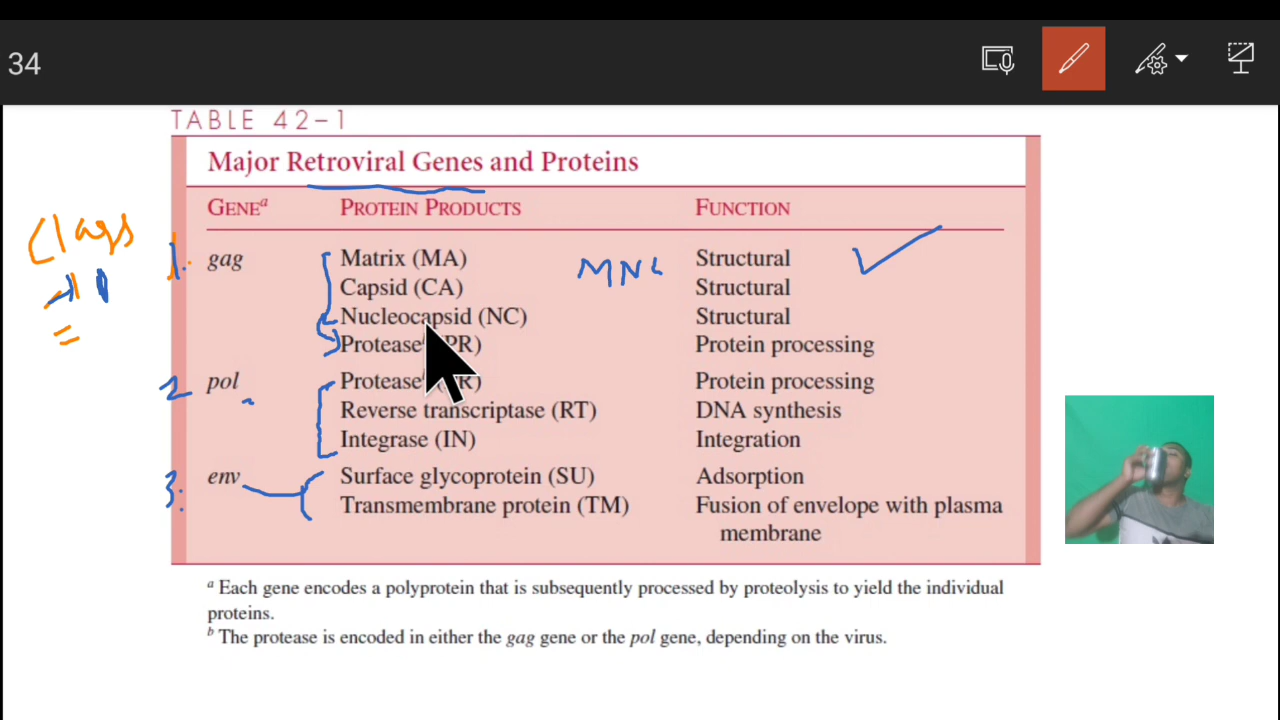 34
TABLE 42–1
Major Retroviral Genes and Proteins
GENEᵃ PROTEIN PRODUCTS FUNCTION
1. gag Matrix (MA) MNC Structural
Capsid (CA) Structural
Nucleocapsid (NC) Structural
Protease PR) Protein processing
2 pol Protease R) Protein processing
Reverse transcriptase (RT) DNA synthesis
Integrase (IN) Integration
3. env Surface glycoprotein (SU) Adsorption
Transmembrane protein (TM) Fusion of envelope with plasma
membrane
ᵃ Each gene encodes a polyprotein that is subsequently processed by proteolysis to yield the individual
proteins.
ᵇ The protease is encoded in either the gag gene or the pol gene, depending on the virus.